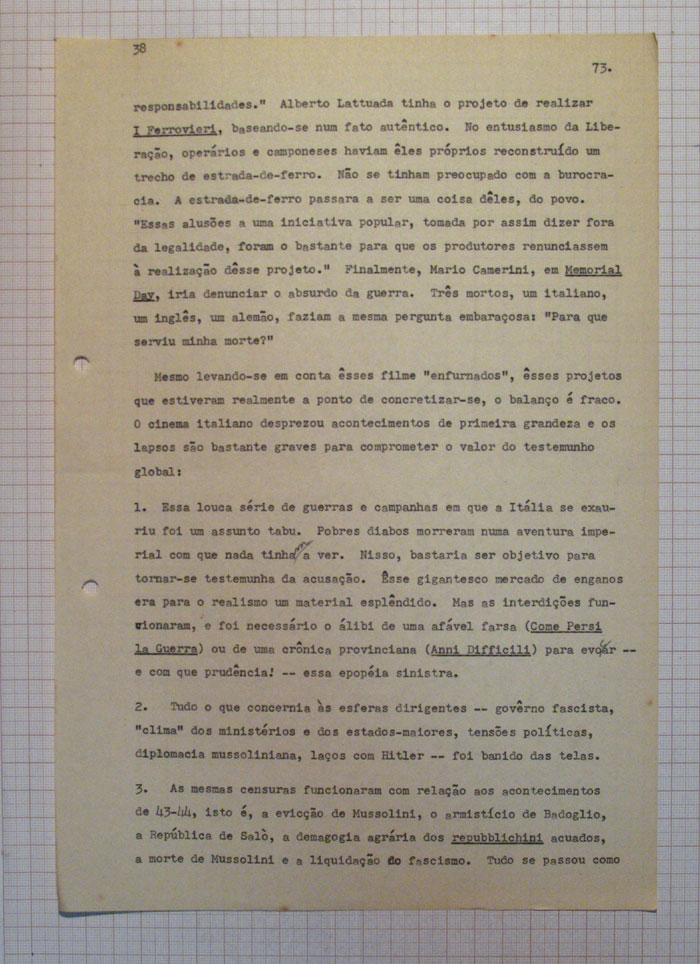 38
73.
responsabilidades." Alberto Lattuada tinha o projeto de realizar
I Ferrovieri, baseando-se num fato autêntico. No entusiasmo da Libe-
ração, operários e camponeses haviam êles próprios reconstruído um
trecho de estrada-de-ferro. Não se tinham preocupado com a burocra-
cia. A estrada-de-ferro passara a ser uma coisa dêles, do povo.
"Essas alusões a uma iniciativa popular, tomada por assim dizer fora
da legalidade, foram o bastante para que os produtores renunciassem
à realização dêsse projeto." Finalmente, Mario Camerini, em Memorial
Day, iria denunciar o absurdo da guerra. Três mortos, um italiano,
um inglês, um alemão, faziam a mesma pergunta embaraçosa: "Para que
serviu minha morte?"
Mesmo levando-se em conta êsses filme "enfurnados", êsses projetos
que estiveram realmente a ponto de concretizar-se, o balanço é fraco.
O cinema italiano desprezou acontecimentos de primeira grandeza e os
lapsos são bastante graves para comprometer o valor do testemunho
global:
1. Essa louca série de guerras e campanhas em que a Itália se exau-
riu foi um assunto tabu. Pobres diabos morreram numa aventura impe-
rial com que nada tinham a ver. Nisso, bastaria ser objetivo para
tornar-se testemunha da acusação. Êsse gigantesco mercado de enganos
era para o realismo um material esplêndido. Mas as interdições fun-
cionaram, e foi necessário o álibi de uma afável farsa (Come Persi
la Guerra) ou de uma crônica provinciana (Anni Difficili) para evocar --
e com que prudência! -- essa epopéia sinistra.
2. Tudo o que concernia às esferas dirigentes -- govêrno fascista,
"clima" dos ministérios e dos estados-maiores, tensões políticas,
diplomacia mussoliniana, laços com Hitler -- foi banido das telas.
3. As mesmas censuras funcionaram com relação aos acontecimentos
de 43-44, isto é, a evicção de Mussolini, o armistício de Badoglio,
a República de Salò, a demagogia agrária dos repubblichini acuados,
a morte de Mussolini e a liquidação do fascismo. Tudo se passou como